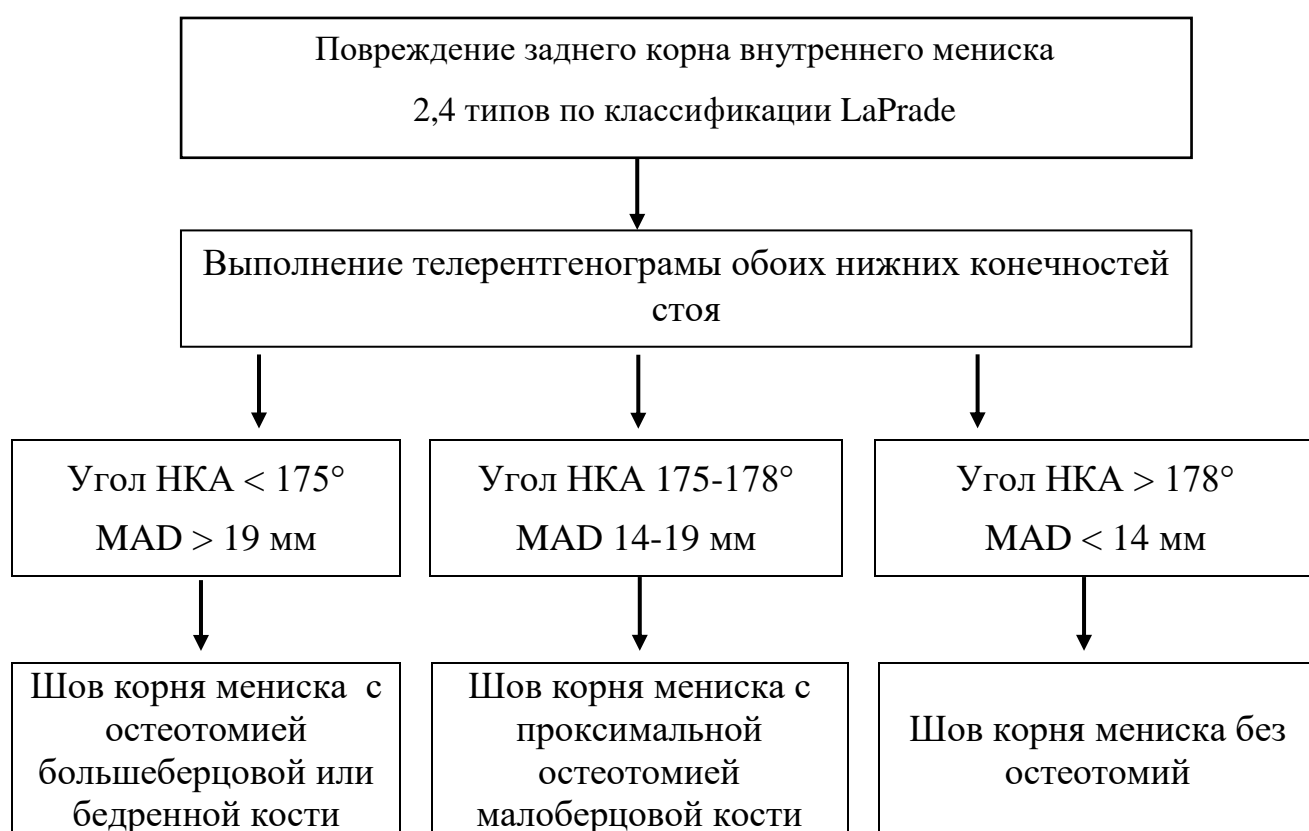 Повреждение заднего корна внутреннего мениска
2,4 типов по классификации LaPrade
Выполнение телерентгенограмы обоих нижних конечностей
стоя
Угол НКА < 175°
MAD > 19 мм
Угол НКА 175-178°
MAD 14-19 мм
Угол НКА > 178°
MAD < 14 мм
Шов корня мениска с
остеотомией
большеберцовой или
бедренной кости
Шов корня мениска с
проксимальной
остеотомией
малоберцовой кости
Шов корня мениска без
остеотомий